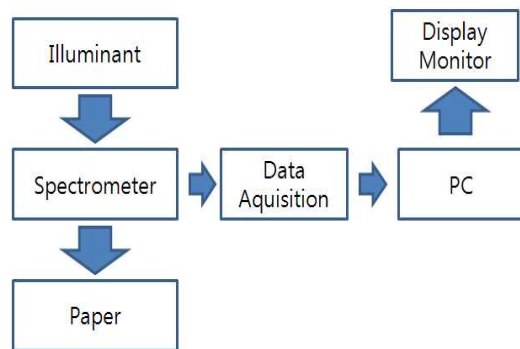 Illuminant
Display
Monitor
Spectrometer
Data
Aquisition
PC
Paper